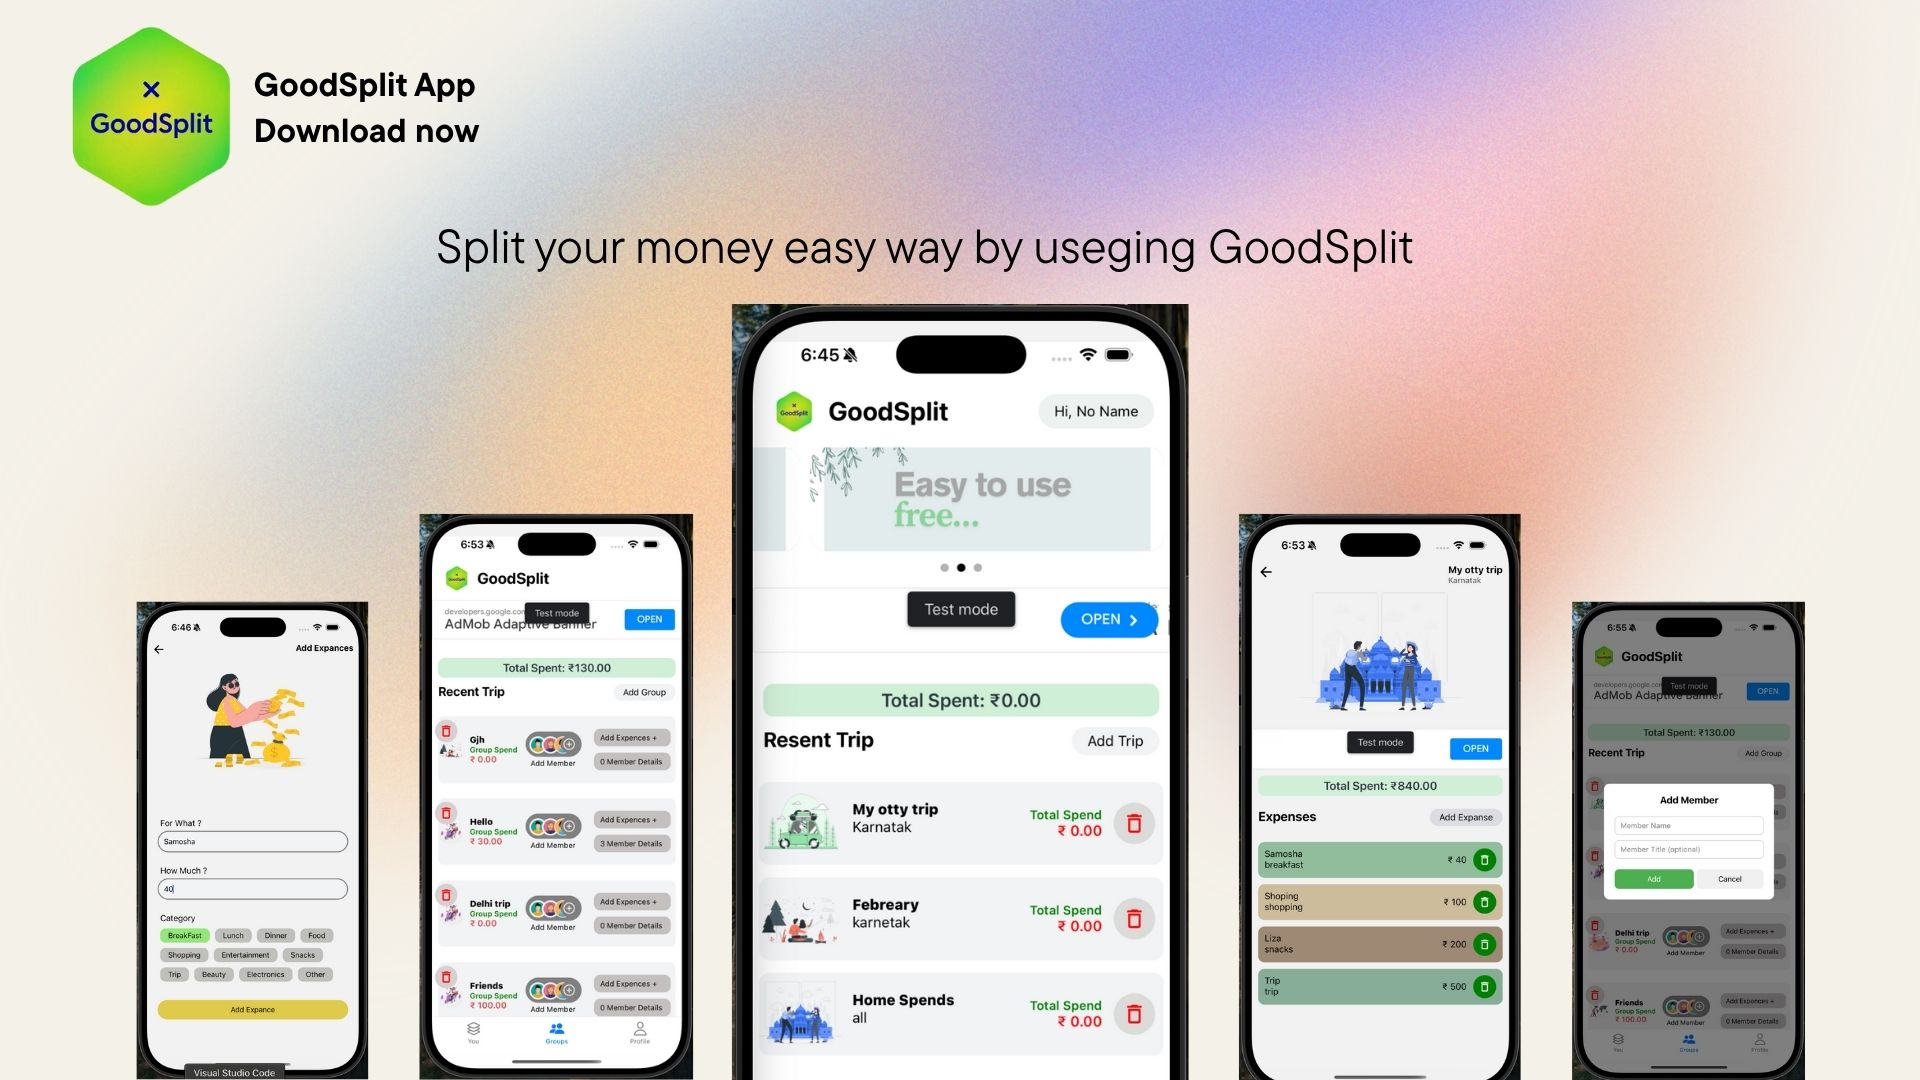 GoodSplit
GoodSplit App
Download now
Split your money easy way by useging GoodSplit
6:46
Add Expances
For What ?
Samosha
How Much ?
40
Category
BreakFast Lunch Dinner Food
Shopping Entertainment Snacks
Trip Beauty Electronics Other
Add Expance
Visual Studio Code
6:53
GoodSplit
developers.google.com
Test mode
AdMob Adaptive Banner
OPEN
Total Spent: ₹130.00
Recent Trip
Add Group
Gjh
Group Spend
₹ 0.00
Add Member
Add Expences +
0 Member Details
Hello
Group Spend
₹ 30.00
Add Member
Add Expences +
3 Member Details
Delhi trip
Group Spend
₹ 0.00
Add Member
Add Expences +
0 Member Details
Friends
Group Spend
₹ 100.00
Add Member
Add Expences +
0 Member Details
You Groups Profile
6:45
GoodSplit
GoodSplit
Hi, No Name
Easy to use
free...
Test mode
OPEN
Total Spent: ₹0.00
Resent Trip
Add Trip
My otty trip
Karnatak
Total Spend
₹ 0.00
Febreary
karnetak
Total Spend
₹ 0.00
Home Spends
all
Total Spend
₹ 0.00
6:53
My otty trip
Karnatak
Test mode
OPEN
Total Spent: ₹840.00
Expenses
Add Expanse
Samosha
breakfast
₹ 40
Shoping
shopping
₹ 100
Liza
snacks
₹ 200
Trip
trip
₹ 500
6:55
GoodSplit
Test mode
AdMob Adaptive Banner
OPEN
Total Spent: ₹130.00
Recent Trip
Add Group
Add Member
Member Name
Member Title (optional)
Add
Cancel
Delhi trip
Group Spend
₹ 0.00
Add Member
Add Expences +
0 Member Details
Friends
Group Spend
₹ 100.00
Add Member
Add Expences +
0 Member Details
You Groups Profile